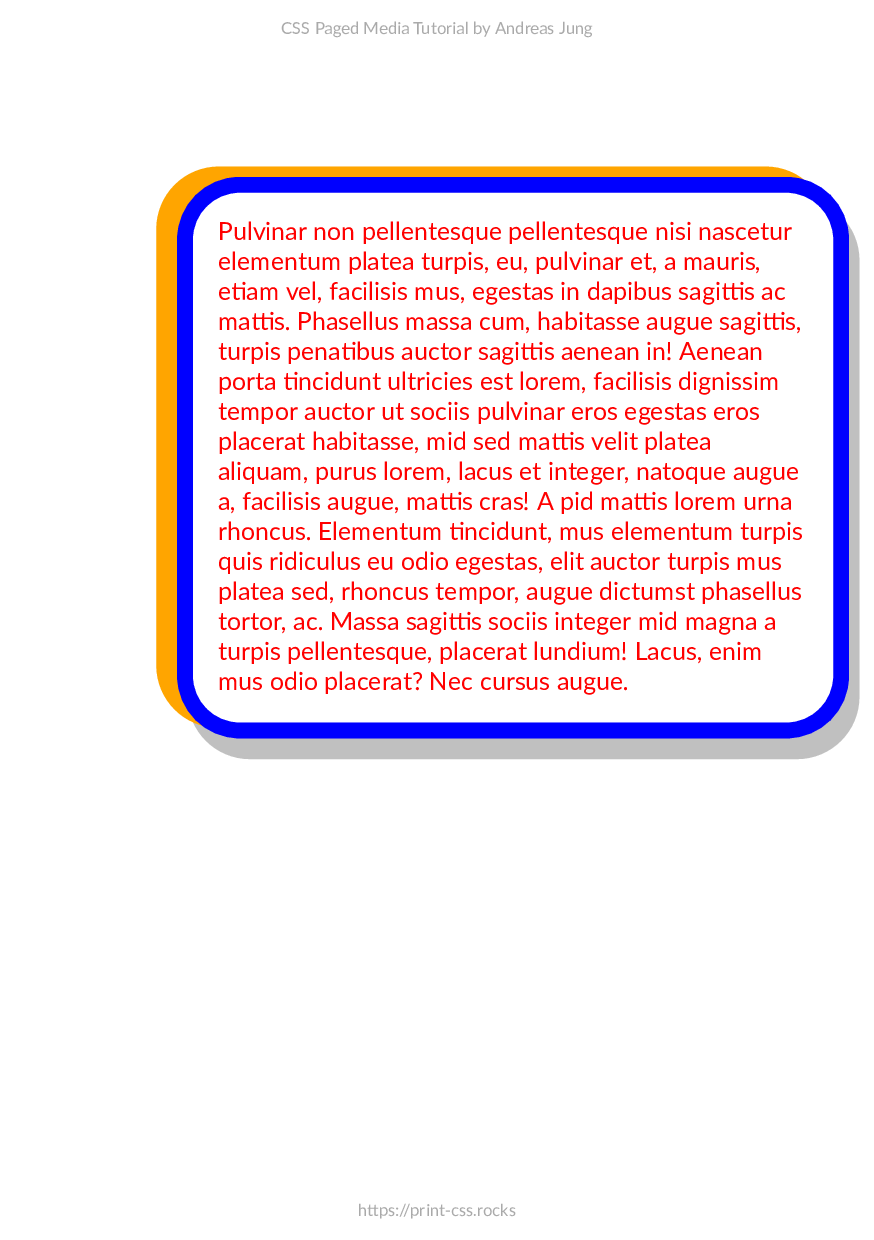 CSS Paged Media Tutorial by Andreas Jung
Pulvinar non pellentesque pellentesque nisi nascetur
elementum platea turpis, eu, pulvinar et, a mauris,
etiam vel, facilisis mus, egestas in dapibus sagittis ac
mattis. Phasellus massa cum, habitasse augue sagittis,
turpis penatibus auctor sagittis aenean in! Aenean
porta tincidunt ultricies est lorem, facilisis dignissim
tempor auctor ut sociis pulvinar eros egestas eros
placerat habitasse, mid sed mattis velit platea
aliquam, purus lorem, lacus et integer, natoque augue
a, facilisis augue, mattis cras! A pid mattis lorem urna
rhoncus. Elementum tincidunt, mus elementum turpis
quis ridiculus eu odio egestas, elit auctor turpis mus
platea sed, rhoncus tempor, augue dictumst phasellus
tortor, ac. Massa sagittis sociis integer mid magna a
turpis pellentesque, placerat lundium! Lacus, enim
mus odio placerat? Nec cursus augue.
https://print-css.rocks